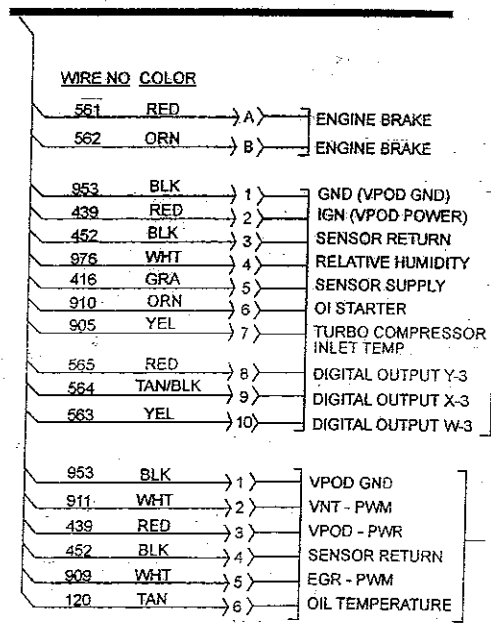 WIRE NO COLOR
561 RED A ENGINE BRAKE
562 ORN B ENGINE BRAKE
953 BLK 1 GND (VPOD GND)
439 RED 2 IGN (VPOD POWER)
452 BLK 3 SENSOR RETURN
976 WHT 4 RELATIVE HUMIDITY
416 GRA 5 SENSOR SUPPLY
910 ORN 6 OI STARTER
905 YEL 7 TURBO COMPRESSOR
INLET TEMP
565 RED 8 DIGITAL OUTPUT Y-3
564 TAN/BLK 9 DIGITAL OUTPUT X-3
563 YEL 10 DIGITAL OUTPUT W-3
953 BLK 1 VPOD GND
911 WHT 2 VNT - PWM
439 RED 3 VPOD - PWR
452 BLK 4 SENSOR RETURN
909 WHT 5 EGR - PWM
120 TAN 6 OIL TEMPERATURE